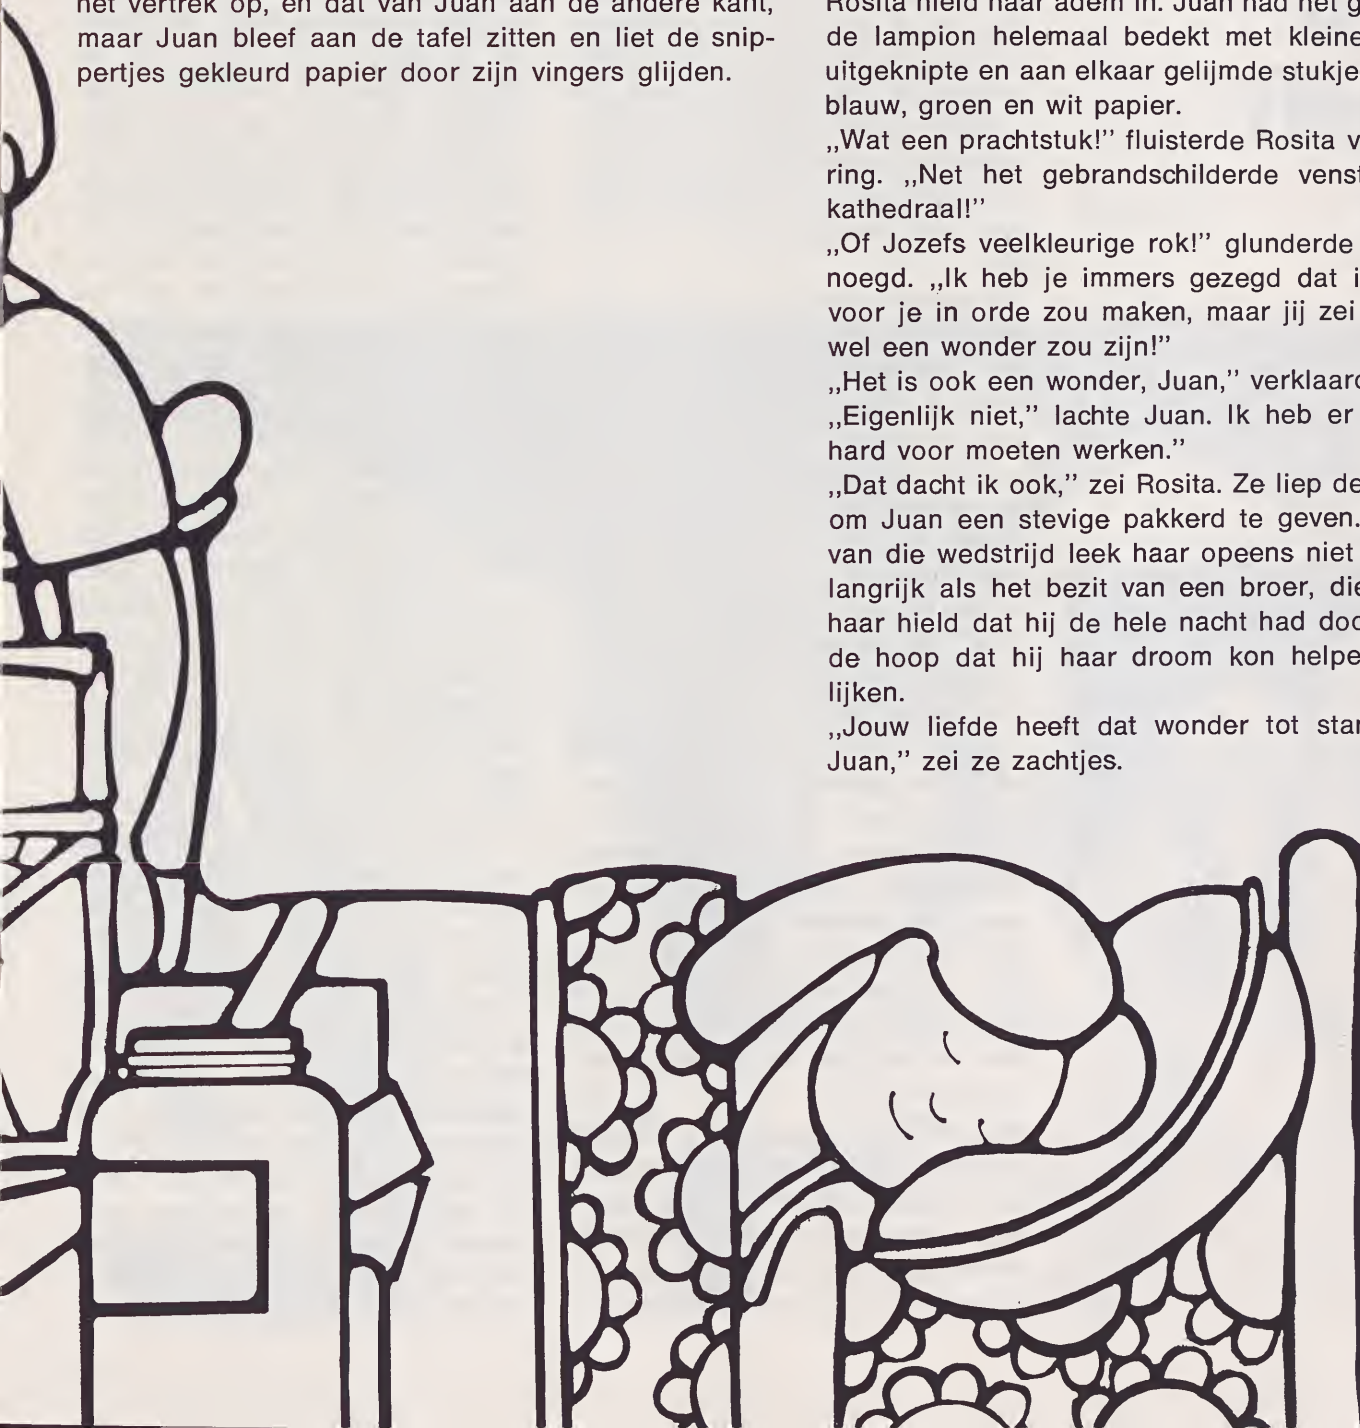 het vertrek op, en dat van Juan aan de andere kant,
maar Juan bleef aan de tafel zitten en liet de snip-
pertjes gekleurd papier door zijn vingers glijden.
Rosita hield haar adem in. Juan had het g
de lampion helemaal bedekt met kleine
uitgeknipte en aan elkaar gelijmde stukje
blauw, groen en wit papier.
„Wat een prachtstuk!” fluisterde Rosita v
ring. „Net het gebrandschilderde venst
kathedraal!”
„Of Jozefs veelkleurige rok!” glunderde
noegd. „Ik heb je immers gezegd dat i
voor je in orde zou maken, maar jij zei
wel een wonder zou zijn!”
„Het is ook een wonder, Juan,” verklaard
„Eigenlijk niet,” lachte Juan. Ik heb er
hard voor moeten werken.”
„Dat dacht ik ook,” zei Rosita. Ze liep de
om Juan een stevige pakkerd te geven.
van die wedstrijd leek haar opeens niet
langrijk als het bezit van een broer, die
haar hield dat hij de hele nacht had doo
de hoop dat hij haar droom kon helpe
lijken.
„Jouw liefde heeft dat wonder tot star
Juan,” zei ze zachtjes.